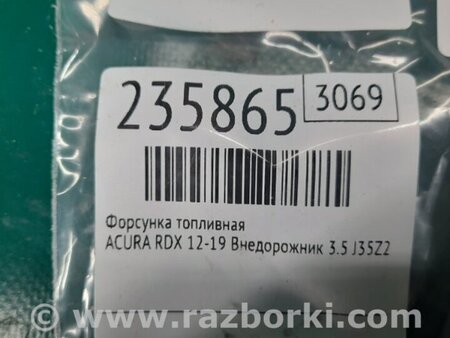 235865
3069
Форсунка топливная
ACURA RDX 12-19 Внедорожник 3.5 J35Z2
www.razborki.com